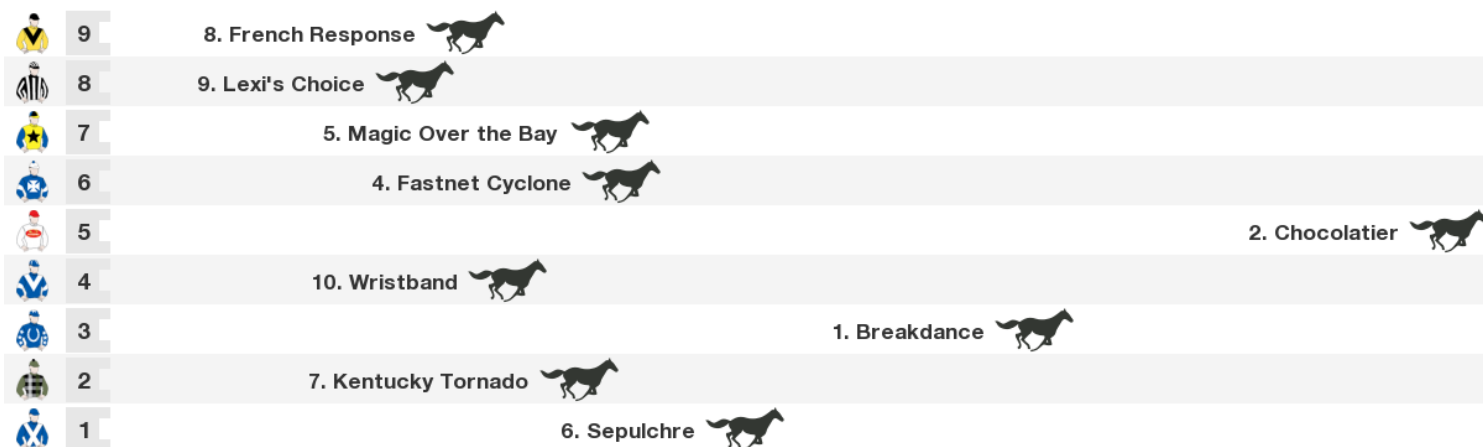 9 8. French Response
8 9. Lexi's Choice
7 5. Magic Over the Bay
6 4. Fastnet Cyclone
5 2. Chocolatier
4 10. Wristband
3 1. Breakdance
2 7. Kentucky Tornado
1 6. Sepulchre